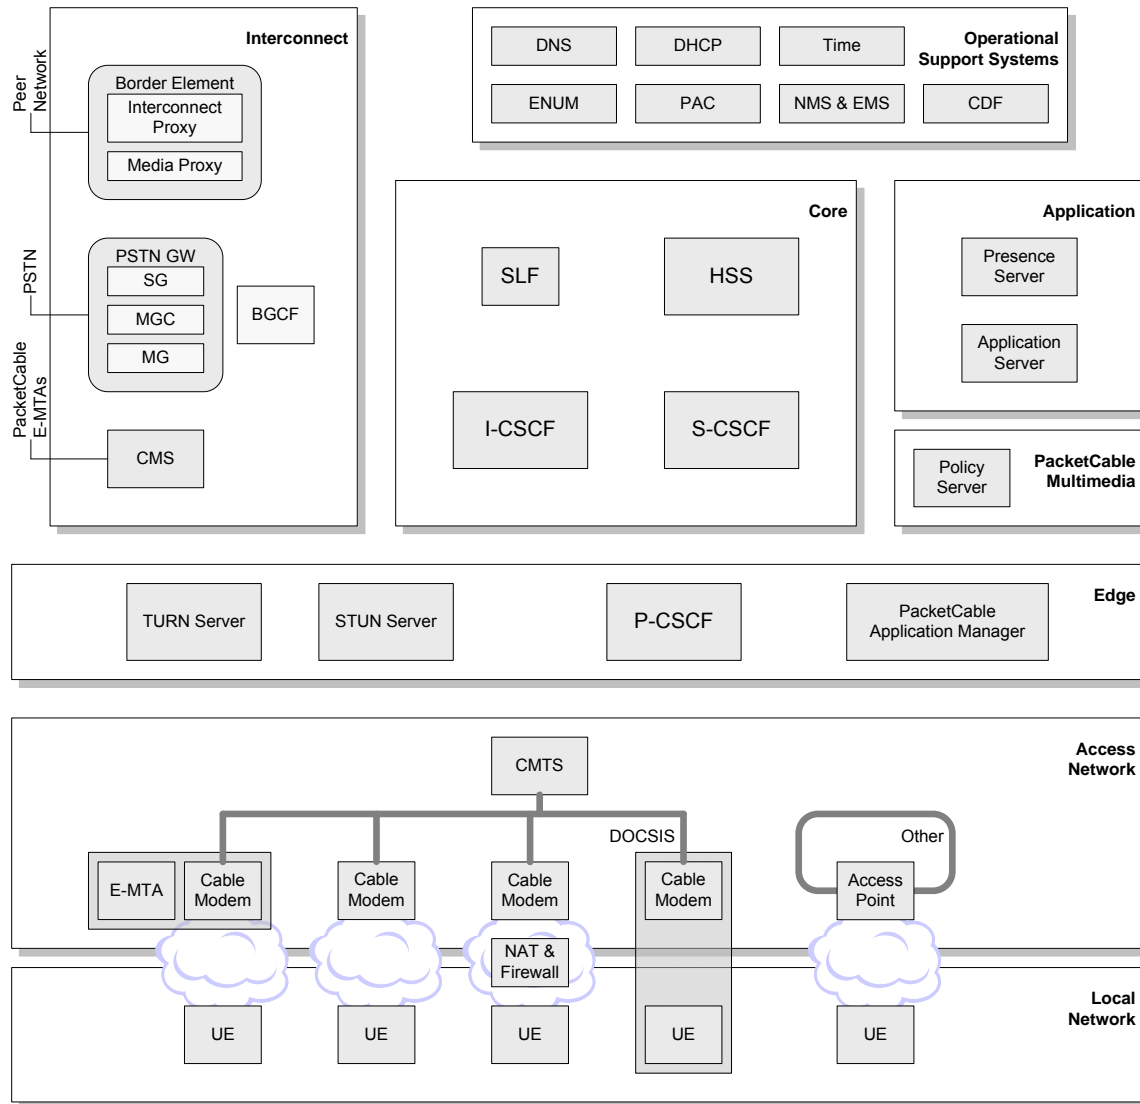 Interconnect
Peer
Network
Border Element
Interconnect
Proxy
Media Proxy
PSTN
PSTN GW
SG
MGC
MG
BGCF
PacketCable
E-MTAs
CMS
Operational
Support Systems
DNS
DHCP
Time
ENUM
PAC
NMS & EMS
CDF
Core
SLF
HSS
I-CSCF
S-CSCF
Application
Presence
Server
Application
Server
PacketCable
Multimedia
Policy
Server
Edge
TURN Server
STUN Server
P-CSCF
PacketCable
Application Manager
Access
Network
CMTS
DOCSIS
Other
E-MTA
Cable
Modem
Cable
Modem
Cable
Modem
Cable
Modem
Access
Point
NAT &
Firewall
Local
Network
UE
UE
UE
UE
UE